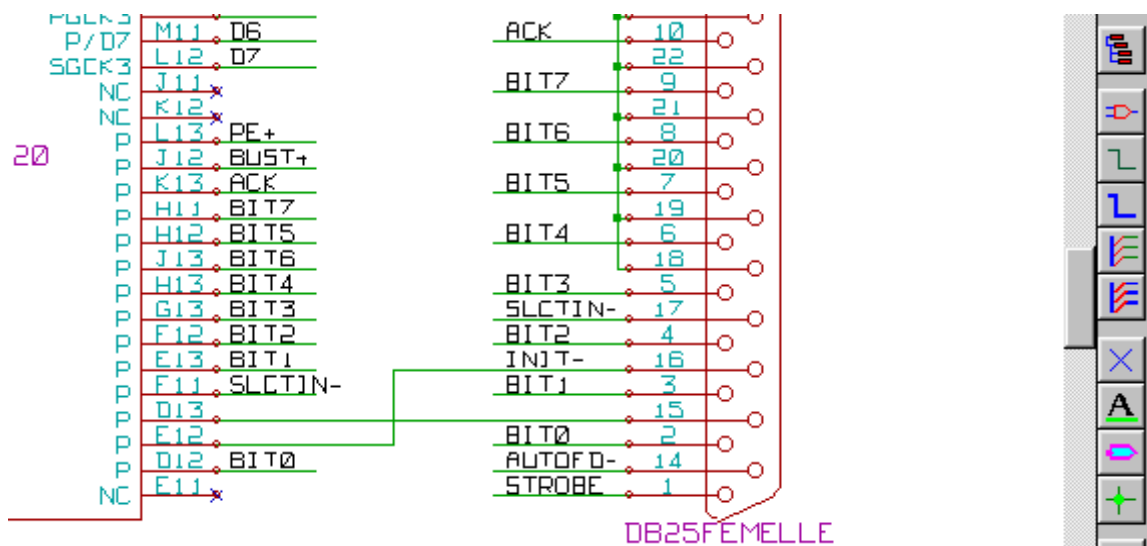 PGCK3
P/D7 M11 D6
SGCK3 L12 D7
NC J11
NC K12
P L13 PE+
P J12 BUST+
P K13 ACK
P H11 BIT7
P H12 BIT5
P J13 BIT6
P H13 BIT4
P G13 BIT3
P F12 BIT2
P E13 BIT1
P F11 SLCTIN-
P D13
P E12
P D12 BIT0
NC E11
20
ACK 10
22
BIT7 9
21
BIT6 8
20
BIT5 7
19
BIT4 6
18
BIT3 5
SLCTIN- 17
BIT2 4
INIT- 16
BIT1 3
15
BIT0 2
AUTOFD- 14
STROBE 1
DB25FEMELLE
A